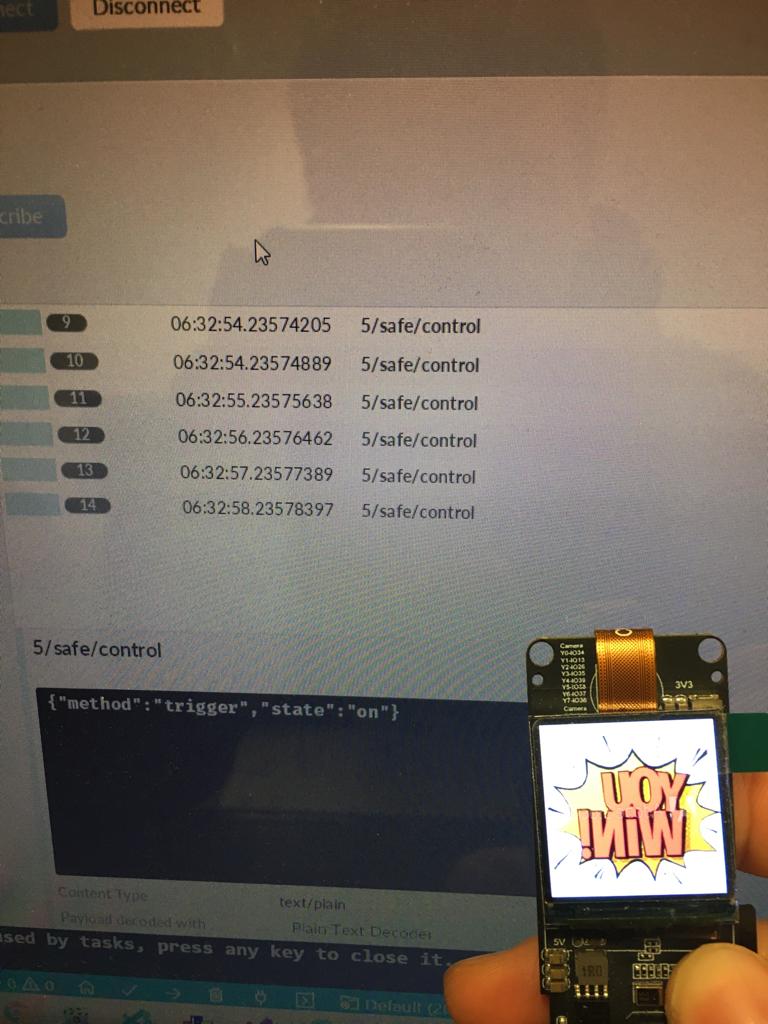 nect Disconnect
cribe
9 06:32:54.23574205 5/safe/control
10 06:32:54.23574889 5/safe/control
11 06:32:55.23575638 5/safe/control
12 06:32:56.23576462 5/safe/control
13 06:32:57.23577389 5/safe/control
14 06:32:58.23578397 5/safe/control
5/safe/control
{"method":"trigger","state":"on"}
Content Type text/plain
Payload decoded with Plain Text Decoder
used by tasks, press any key to close it.
0 0 Default (2
Camera
Y0-IO34
Y1-IO13
Y2-IO26
Y3-IO35
Y4-IO39
Y5-IO38
Y6-IO37
Y7-IO36
Camera
3V3
YOU
WiN!
5V
1R0